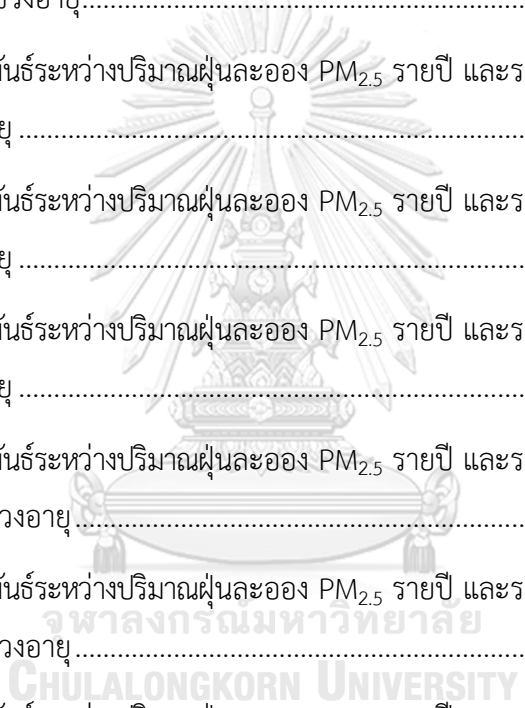 วงอายุ......................................................................
นธ์ระหว่างปริมาณฝุ่นละออง PM2.5 รายปี และร
ยุ ......................................................................
นธ์ระหว่างปริมาณฝุ่นละออง PM2.5 รายปี และร
ยุ ......................................................................
นธ์ระหว่างปริมาณฝุ่นละออง PM2.5 รายปี และร
ยุ ......................................................................
นธ์ระหว่างปริมาณฝุ่นละออง PM2.5 รายปี และร
วงอายุ......................................................................
นธ์ระหว่างปริมาณฝุ่นละออง PM2.5 รายปี และร
จุฬาลงกรณ์มหาวิทยาลัย
วงอายุ......................................................................
CHULALONGKORN UNIVERSITY